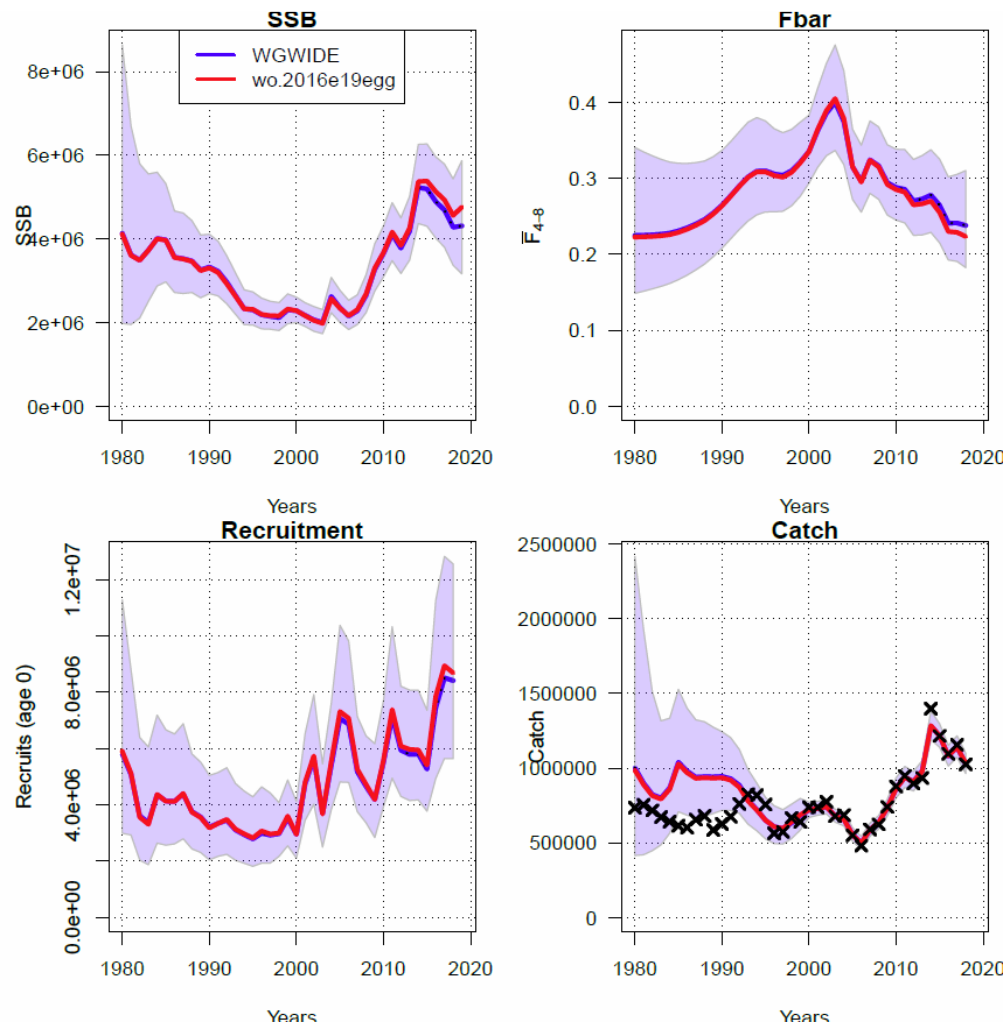 SSB
Fbar
WGWIDE
wo.2016e19egg
8e+06
6e+06
4e+06
2e+06
0e+00
SSB
1980 1990 2000 2010 2020
Years
0.4
0.3
0.2
0.1
0.0
F4-8
1980 1990 2000 2010 2020
Years
Recruitment
Catch
1.2e+07
8.0e+06
4.0e+06
0.0e+00
Recruits (age 0)
1980 1990 2000 2010 2020
Years
2500000
1500000
1000000
500000
0
Catch
1980 1990 2000 2010 2020
Years